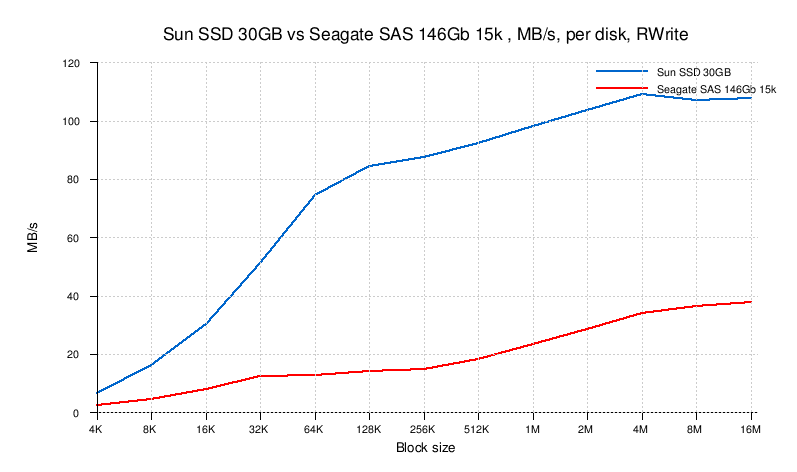 Sun SSD 30GB vs Seagate SAS 146Gb 15k , MB/s, per disk, RWrite
Sun SSD 30GB
Seagate SAS 146Gb 15k
MB/s
120
100
80
60
40
20
0
4K 8K 16K 32K 64K 128K 256K 512K 1M 2M 4M 8M 16M
Block size